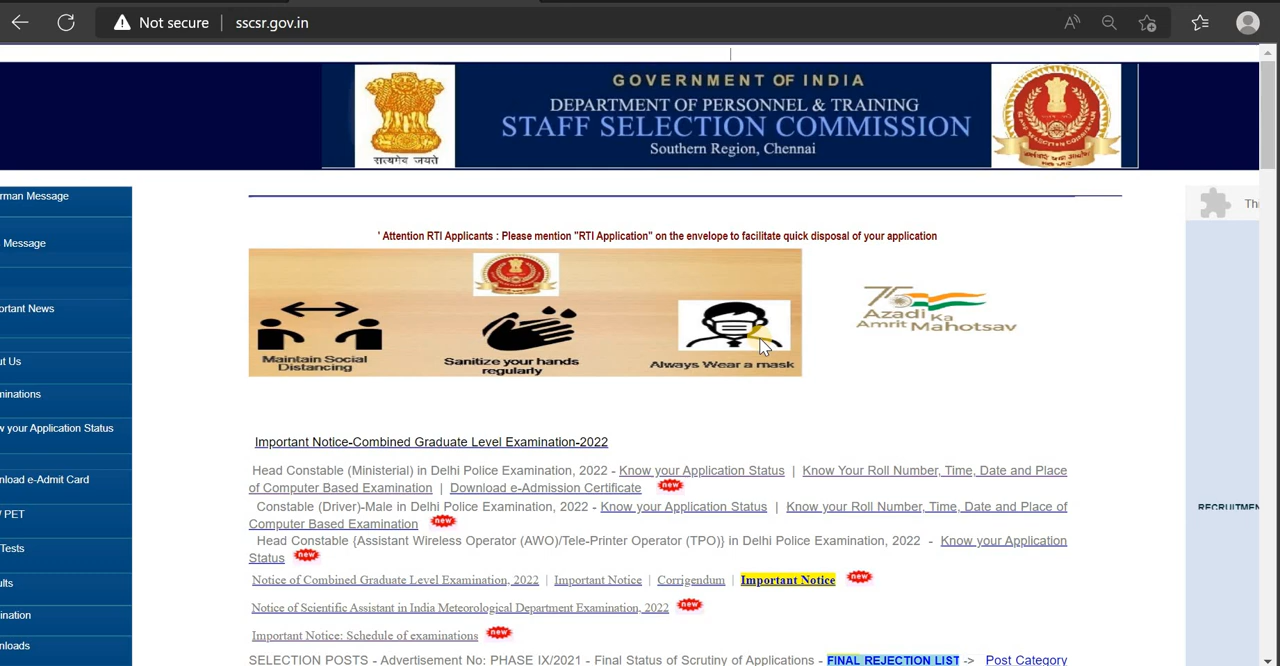 Not secure | sscsr.gov.in
GOVERNMENT OF INDIA
DEPARTMENT OF PERSONNEL & TRAINING
STAFF SELECTION COMMISSION
Southern Region, Chennai
सत्यमेव जयते
rman Message
Message
ortant News
ut Us
minations
w your Application Status
nload e-Admit Card
/ PET
Tests
ults
ination
nloads
' Attention RTI Applicants : Please mention "RTI Application" on the envelope to facilitate quick disposal of your application
Maintain Social
Distancing
Sanitize your hands
regularly
Always Wear a mask
75
Azadi Ka
Amrit Mahotsav
Th
RECRUITMEN
Important Notice-Combined Graduate Level Examination-2022
Head Constable (Ministerial) in Delhi Police Examination, 2022 - Know your Application Status | Know Your Roll Number, Time, Date and Place
of Computer Based Examination | Download e-Admission Certificate new
Constable (Driver)-Male in Delhi Police Examination, 2022 - Know your Application Status | Know your Roll Number, Time, Date and Place of
Computer Based Examination new
Head Constable {Assistant Wireless Operator (AWO)/Tele-Printer Operator (TPO)} in Delhi Police Examination, 2022 - Know your Application
Status new
Notice of Combined Graduate Level Examination, 2022 | Important Notice | Corrigendum | Important Notice new
Notice of Scientific Assistant in India Meteorological Department Examination, 2022 new
Important Notice: Schedule of examinations new
SELECTION POSTS - Advertisement No: PHASE IX/2021 - Final Status of Scrutiny of Applications - FINAL REJECTION LIST -> Post Category